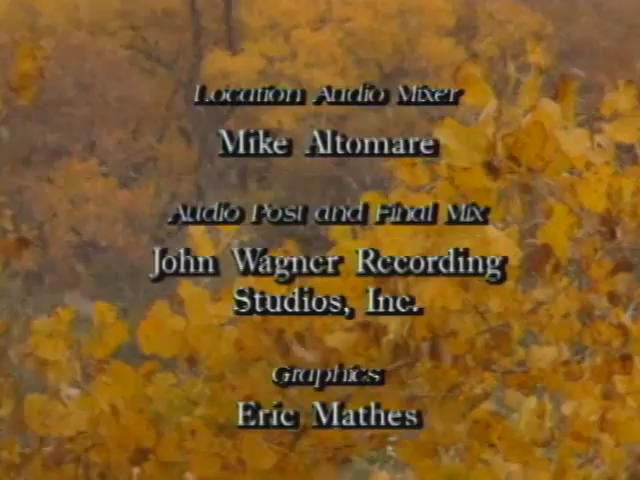 Location Audio Mixer
Mike Altomare
Audio Post and Final Mix
John Wagner Recording
Studios, Inc.
Graphics
Eric Mathes